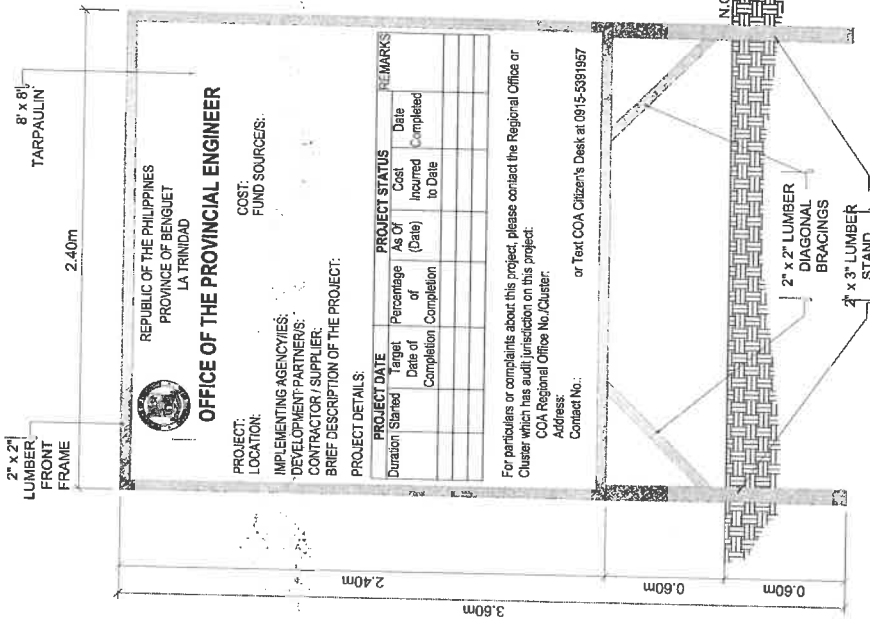 2" x 2"
LUMBER
FRONT
FRAME
8' x 8'
TARPAULIN
2.40m
REPUBLIC OF THE PHILIPPINES
PROVINCE OF BENGUET
LA TRINIDAD
OFFICE OF THE PROVINCIAL ENGINEER
PROJECT:
LOCATION:
COST:
FUND SOURCE/S:
IMPLEMENTING AGENCY/IES:
DEVELOPMENT PARTNER/S:
CONTRACTOR / SUPPLIER:
BRIEF DESCRIPTION OF THE PROJECT:
PROJECT DETAILS:
PROJECT DATE PROJECT STATUS REMARKS
Duration Started Target Date of Completion Percentage of Completion As Of (Date) Cost Incurred to Date Date Completed
For particulars or complaints about this project, please contact the Regional Office or
Cluster which has audit jurisdiction on this project:
COA Regional Office No./Cluster:
Address:
Contact No.: or Text COA Citizen's Desk at 0915-5391957
2.40m
3.60m
0.60m
0.60m
2" x 2" LUMBER
DIAGONAL
BRACINGS
2" x 3" LUMBER
STAND